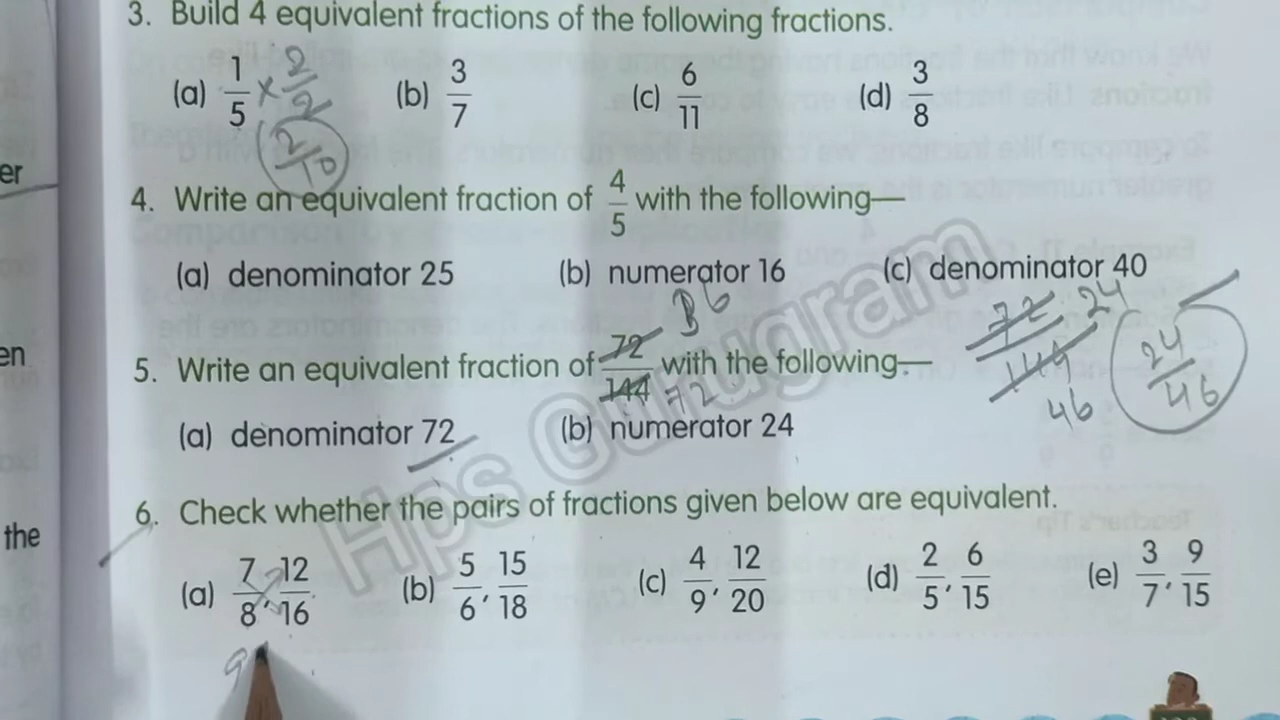 3. Build 4 equivalent fractions of the following fractions.
(a) 1/5 × 2/2 (b) 3/7 (c) 6/11 (d) 3/8
2/10
er
4. Write an equivalent fraction of 4/5 with the following—
(a) denominator 25 (b) numerator 16 (c) denominator 40
36 72 24
144 46
24/46
en
5. Write an equivalent fraction of 72/144 with the following—
72
(a) denominator 72 (b) numerator 24
6. Check whether the pairs of fractions given below are equivalent.
the
(a) 7/8, 12/16 (b) 5/6, 15/18 (c) 4/9, 12/20 (d) 2/5, 6/15 (e) 3/7, 9/15
9
Hps Gurugram